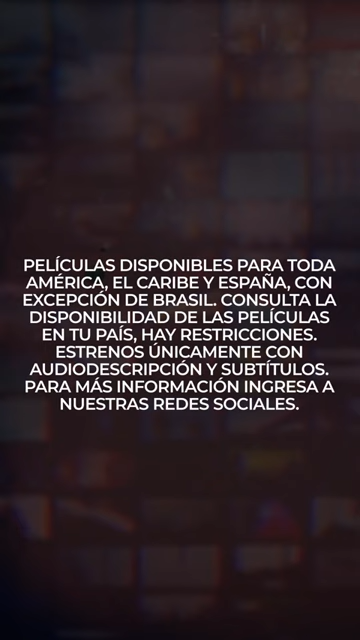 PELÍCULAS DISPONIBLES PARA TODA
AMÉRICA, EL CARIBE Y ESPAÑA, CON
EXCEPCIÓN DE BRASIL. CONSULTA LA
DISPONIBILIDAD DE LAS PELÍCULAS
EN TU PAÍS, HAY RESTRICCIONES.
ESTRENOS ÚNICAMENTE CON
AUDIODESCRIPCIÓN Y SUBTÍTULOS.
PARA MÁS INFORMACIÓN INGRESA A
NUESTRAS REDES SOCIALES.